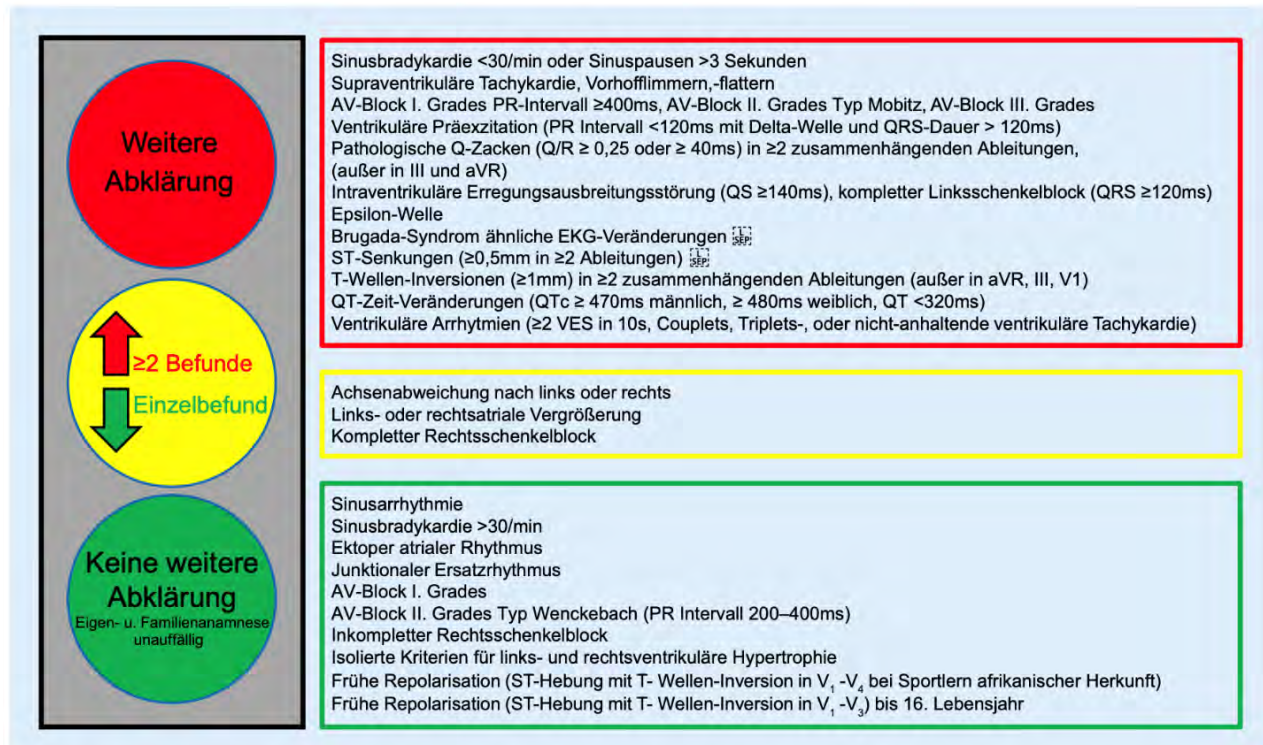 Weitere
Abklärung
≥2 Befunde
Einzelbefund
Keine weitere
Abklärung
Eigen- u. Familienanamnese
unauffällig
Sinusbradykardie <30/min oder Sinuspausen >3 Sekunden
Supraventrikuläre Tachykardie, Vorhofflimmern,-flattern
AV-Block I. Grades PR-Intervall ≥400ms, AV-Block II. Grades Typ Mobitz, AV-Block III. Grades
Ventrikuläre Präexzitation (PR Intervall <120ms mit Delta-Welle und QRS-Dauer > 120ms)
Pathologische Q-Zacken (Q/R ≥ 0,25 oder ≥ 40ms) in ≥2 zusammenhängenden Ableitungen,
(außer in III und aVR)
Intraventrikuläre Erregungsausbreitungsstörung (QS ≥140ms), kompletter Linksschenkelblock (QRS ≥120ms)
Epsilon-Welle
Brugada-Syndrom ähnliche EKG-Veränderungen L SEP
ST-Senkungen (≥0,5mm in ≥2 Ableitungen) L SEP
T-Wellen-Inversionen (≥1mm) in ≥2 zusammenhängenden Ableitungen (außer in aVR, III, V1)
QT-Zeit-Veränderungen (QTc ≥ 470ms männlich, ≥ 480ms weiblich, QT <320ms)
Ventrikuläre Arrhytmien (≥2 VES in 10s, Couplets, Triplets-, oder nicht-anhaltende ventrikuläre Tachykardie)
Achsenabweichung nach links oder rechts
Links- oder rechtsatriale Vergrößerung
Kompletter Rechtsschenkelblock
Sinusarrhythmie
Sinusbradykardie >30/min
Ektoper atrialer Rhythmus
Junktionaler Ersatzrhythmus
AV-Block I. Grades
AV-Block II. Grades Typ Wenckebach (PR Intervall 200–400ms)
Inkompletter Rechtsschenkelblock
Isolierte Kriterien für links- und rechtsventrikuläre Hypertrophie
Frühe Repolarisation (ST-Hebung mit T- Wellen-Inversion in V₁ -V₄ bei Sportlern afrikanischer Herkunft)
Frühe Repolarisation (ST-Hebung mit T- Wellen-Inversion in V₁ -V₃) bis 16. Lebensjahr